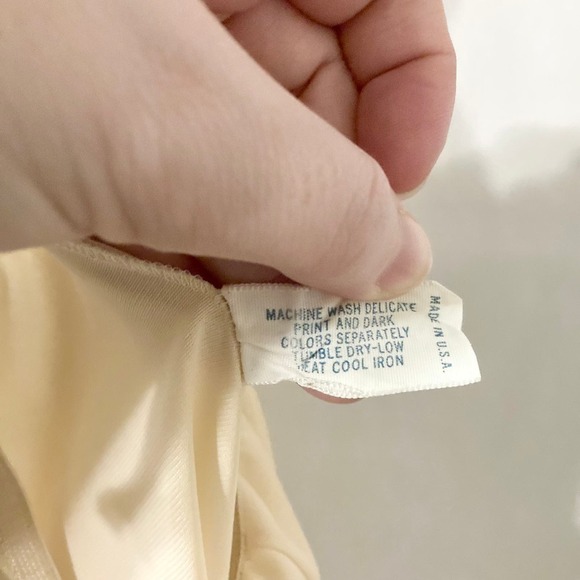 MACHINE WASH DELICATE
PRINT AND DARK
COLORS SEPARATELY
TUMBLE DRY-LOW
HEAT COOL IRON
MADE IN U.S.A.